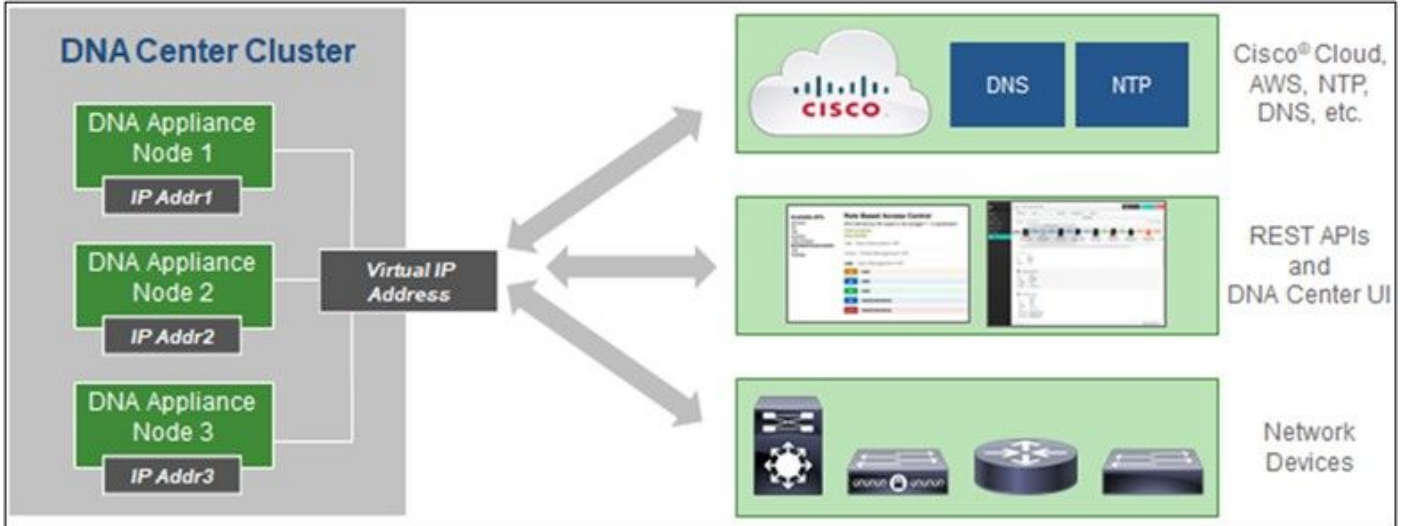 DNA Center Cluster
DNA Appliance
Node 1
IP Addr1
DNA Appliance
Node 2
IP Addr2
DNA Appliance
Node 3
IP Addr3
Virtual IP
Address
CISCO
DNS
NTP
Cisco® Cloud,
AWS, NTP,
DNS, etc.
Role Based Access Control
REST APIs
and
DNA Center UI
Network
Devices